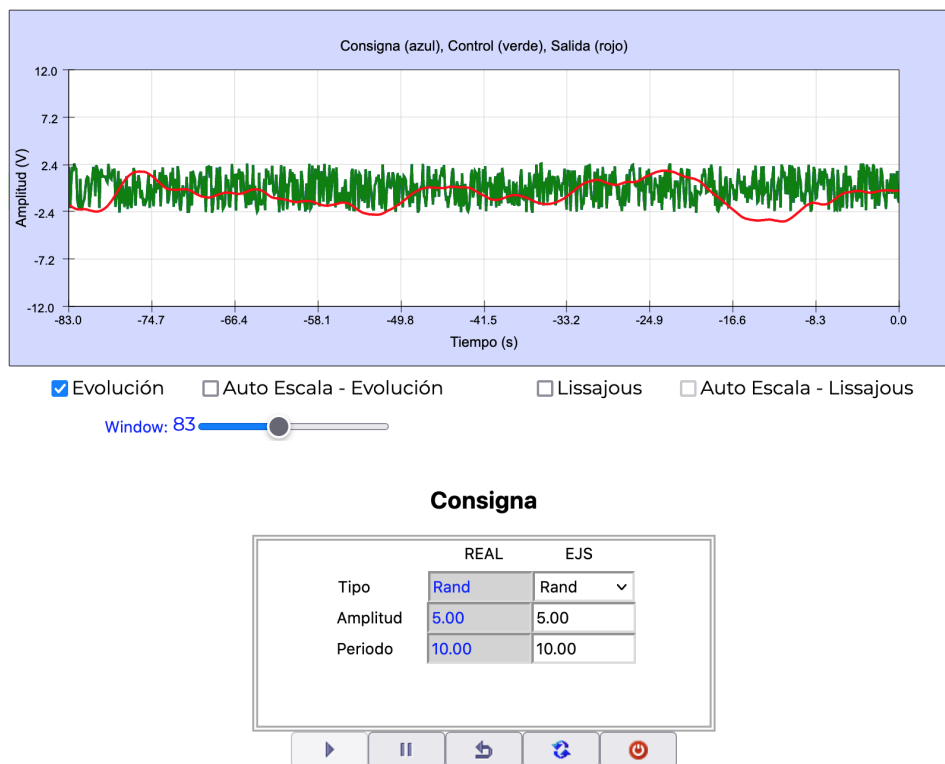 Consigna (azul), Control (verde), Salida (rojo)
Amplitud (V)
12.0
7.2
2.4
-2.4
-7.2
-12.0
-83.0 -74.7 -66.4 -58.1 -49.8 -41.5 -33.2 -24.9 -16.6 -8.3 0.0
Tiempo (s)
Evolución Auto Escala - Evolución Lissajous Auto Escala - Lissajous
Window: 83
Consigna
REAL EJS
Tipo Rand Rand
Amplitud 5.00 5.00
Periodo 10.00 10.00